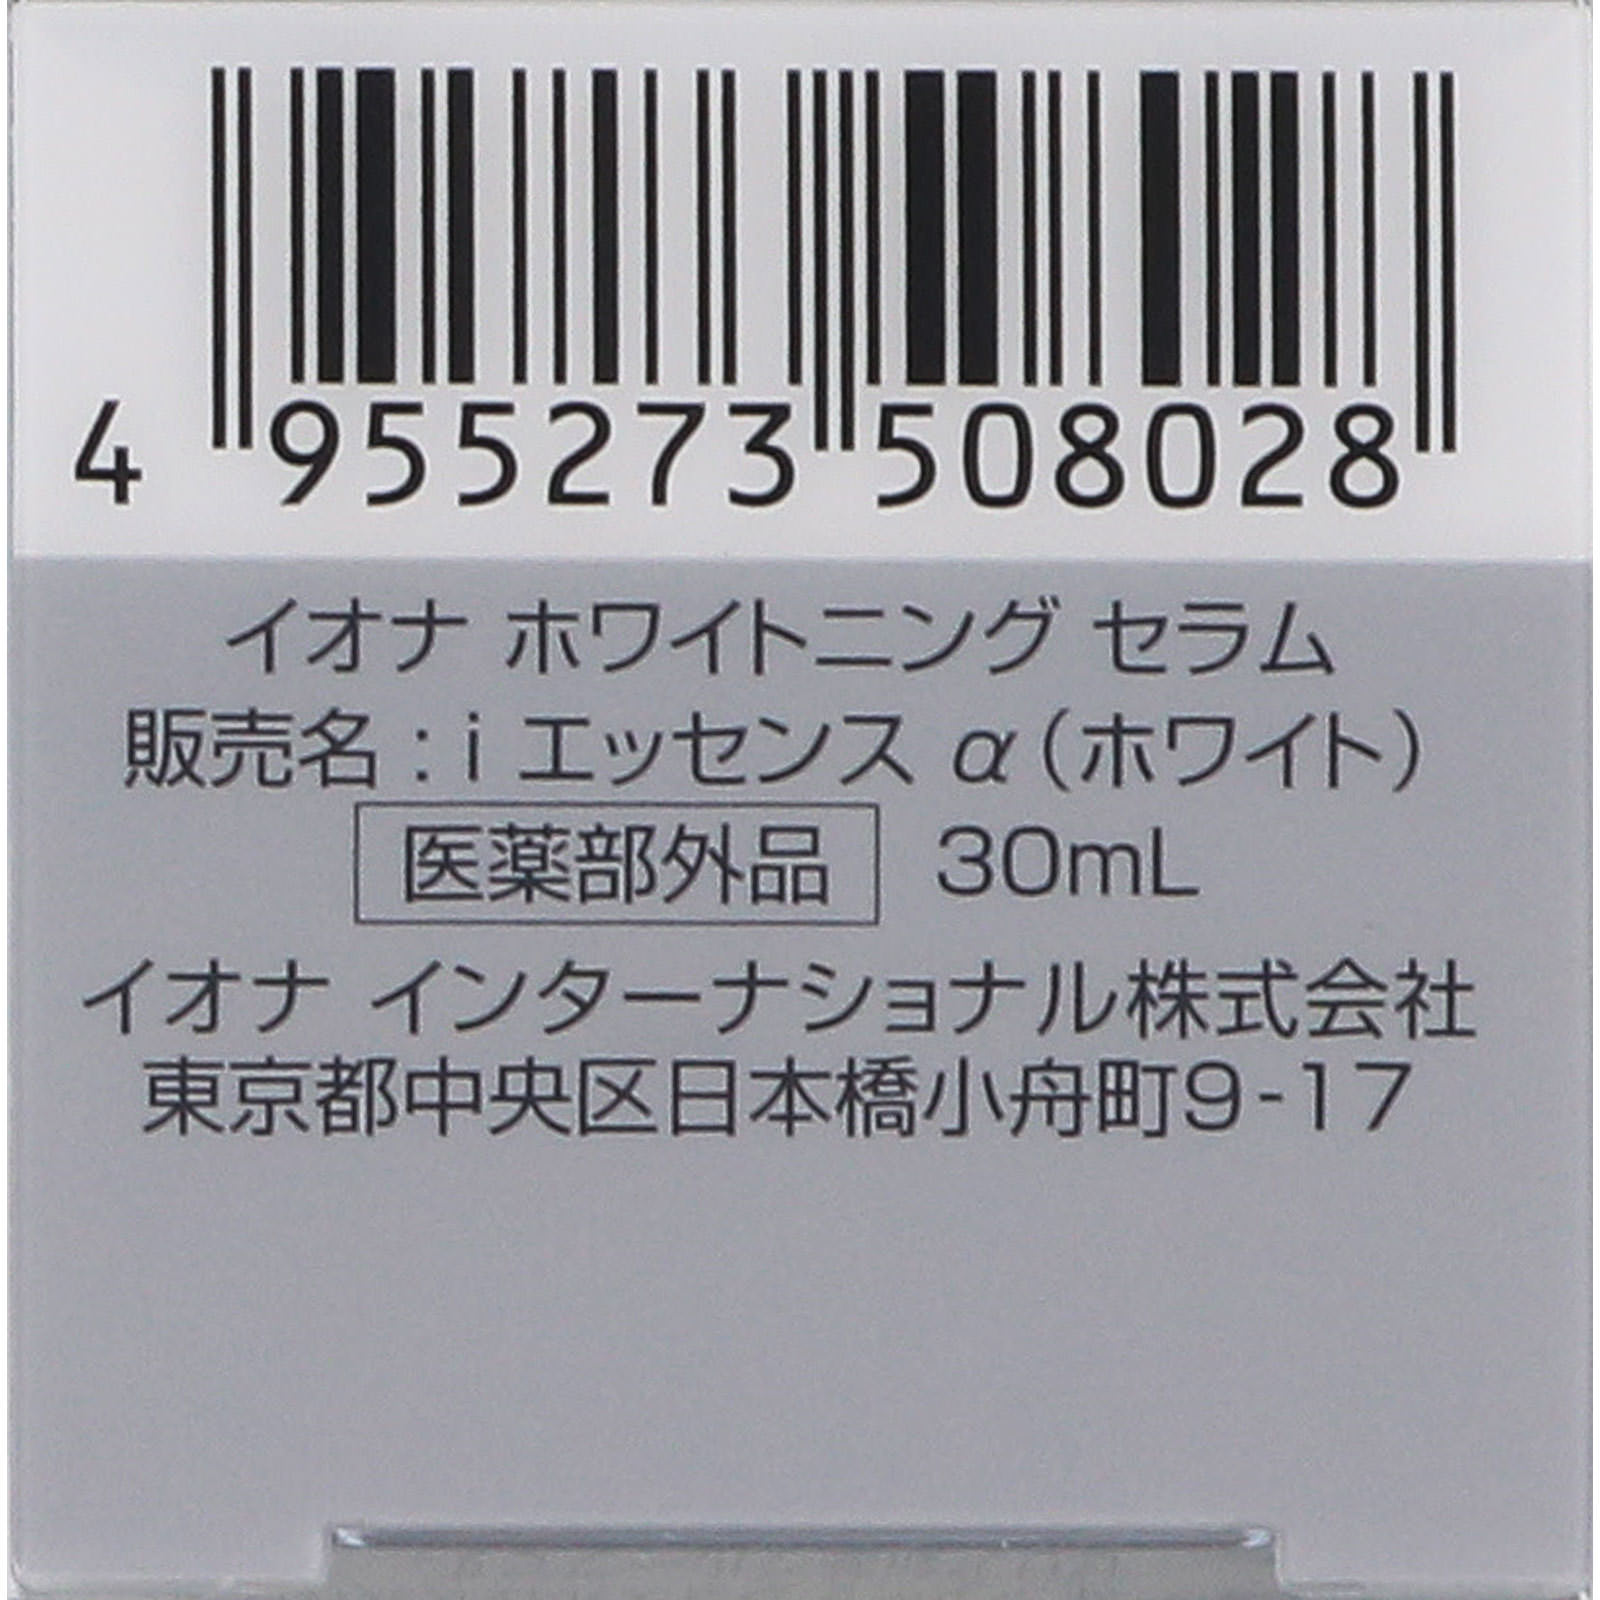 4 955273 508028
イオナ ホワイトニング セラム
販売名：i エッセンス α（ホワイト）
医薬部外品 30mL
イオナ インターナショナル株式会社
東京都中央区日本橋小舟町9-17